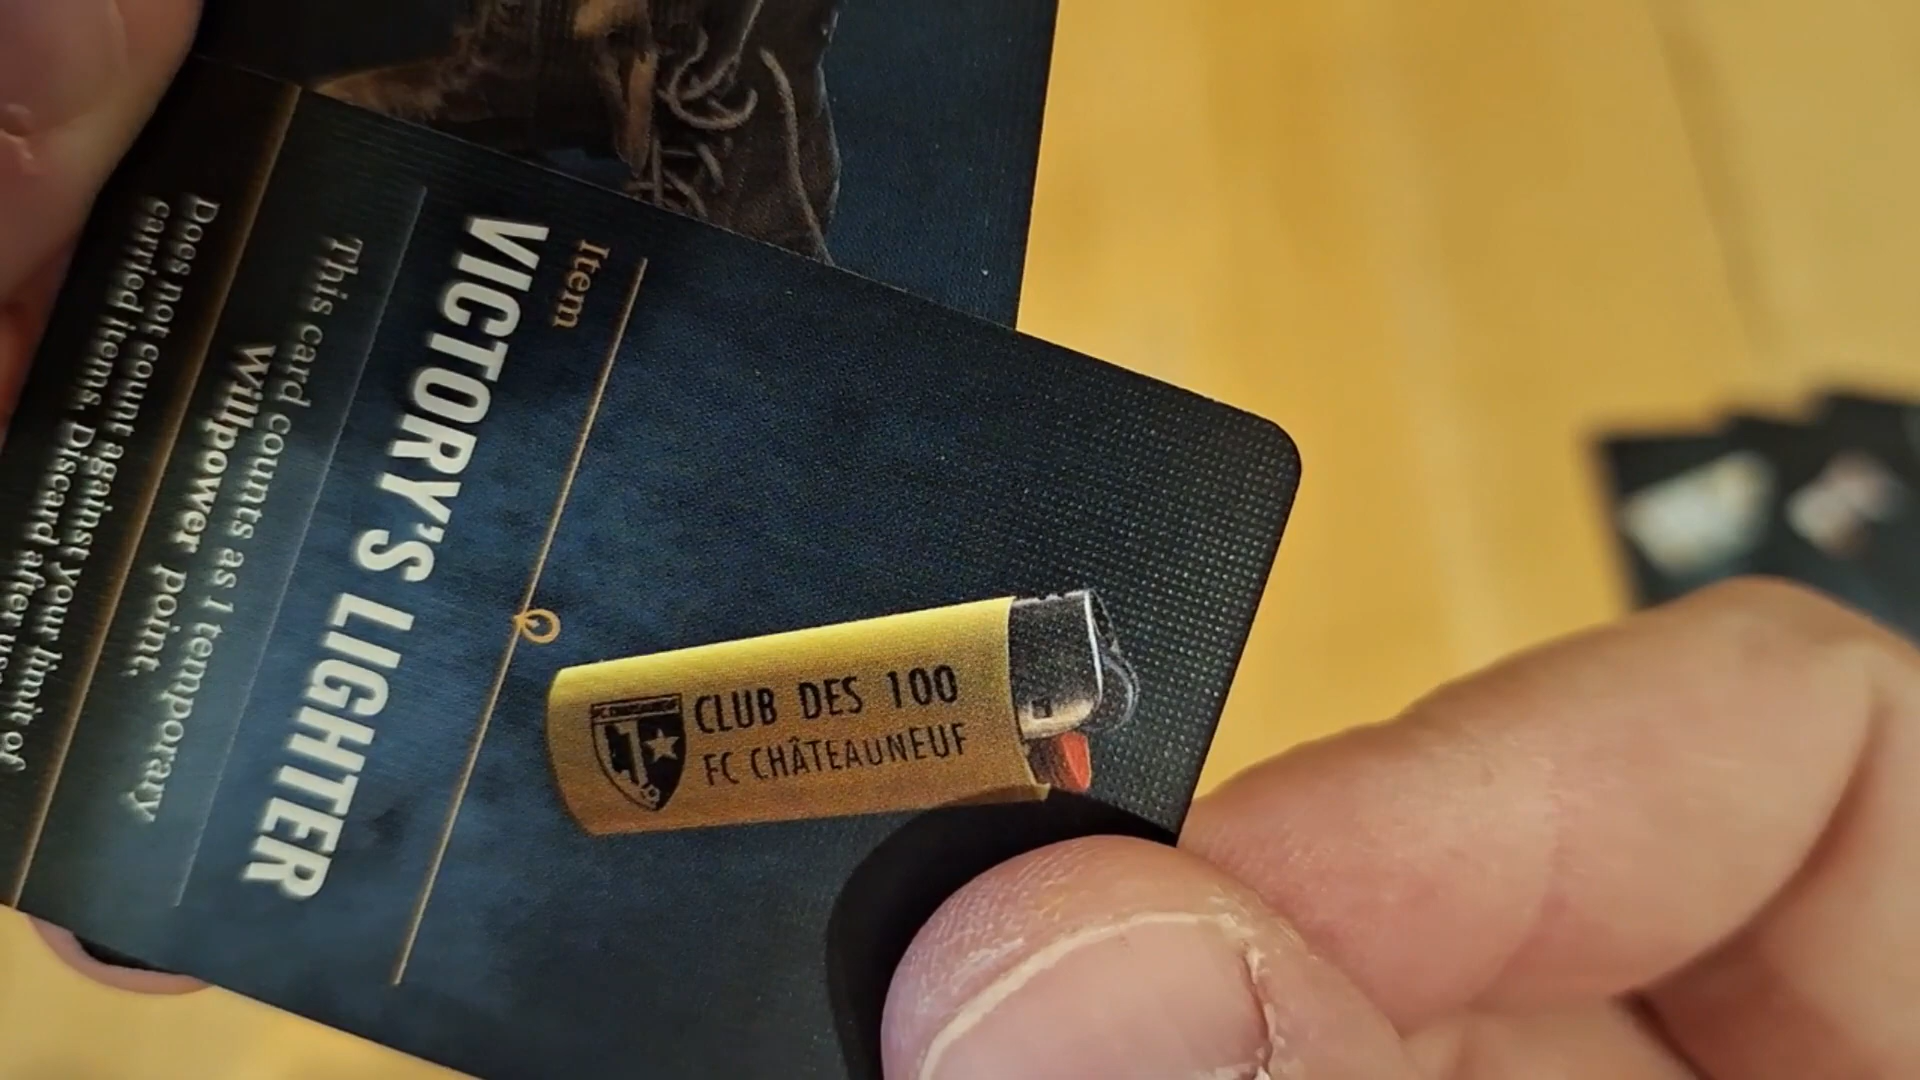 CLUB DES 100
FC CHÂTEAUNEUF
Item
VICTORY'S LIGHTER
This card counts as 1 temporary
Willpower point.
Does not count against your limit of
carried items. Discard after use.